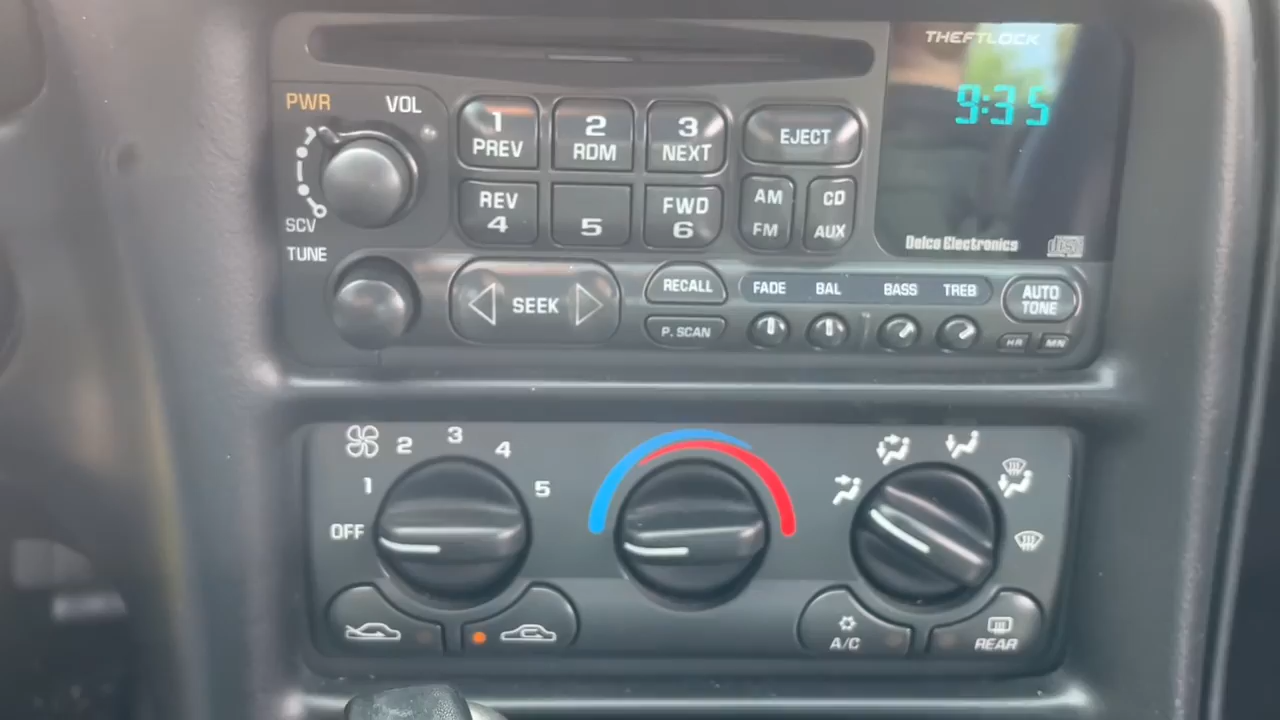 THEFTLOCK
9:35
PWR
VOL
1
PREV
2
RDM
3
NEXT
EJECT
REV
4
5
FWD
6
AM
FM
CD
AUX
SCV
TUNE
Delco Electronics
SEEK
RECALL
P.SCAN
FADE BAL BASS TREB
AUTO
TONE
HR MN
OFF 1 2 3 4 5
A/C
REAR